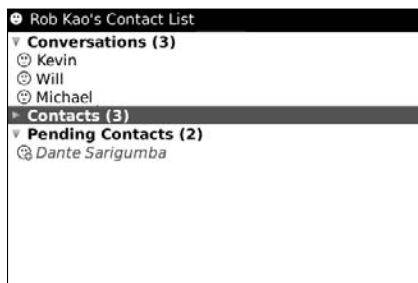 Rob Kao's Contact List
Conversations (3)
Kevin
Will
Michael
Contacts (3)
Pending Contacts (2)
Dante Sarigumba